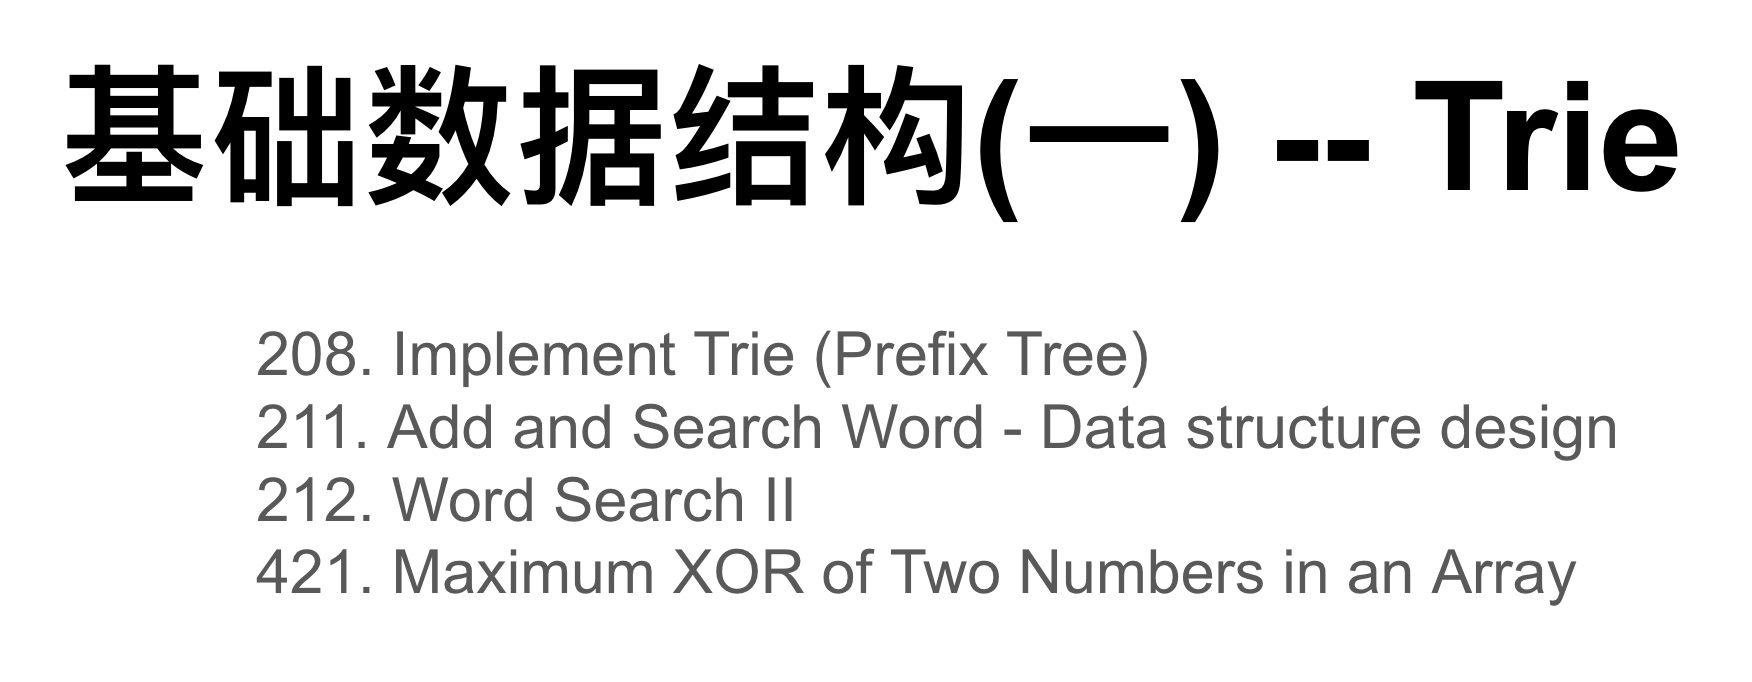 基础数据结构(一) -- Trie
208. Implement Trie (Prefix Tree)
211. Add and Search Word - Data structure design
212. Word Search II
421. Maximum XOR of Two Numbers in an Array